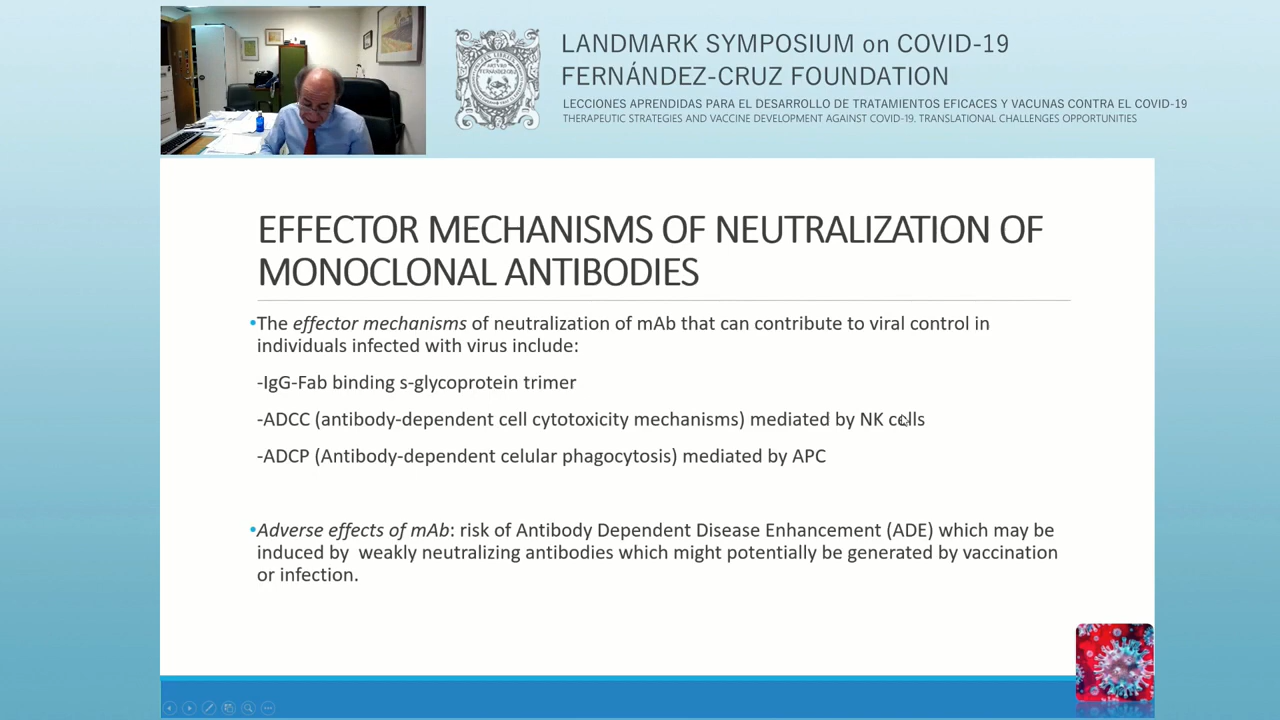 LANDMARK SYMPOSIUM on COVID-19
FERNÁNDEZ-CRUZ FOUNDATION
LECCIONES APRENDIDAS PARA EL DESARROLLO DE TRATAMIENTOS EFICACES Y VACUNAS CONTRA EL COVID-19
THERAPEUTIC STRATEGIES AND VACCINE DEVELOPMENT AGAINST COVID-19. TRANSLATIONAL CHALLENGES OPPORTUNITIES
EFFECTOR MECHANISMS OF NEUTRALIZATION OF
MONOCLONAL ANTIBODIES
•The effector mechanisms of neutralization of mAb that can contribute to viral control in
individuals infected with virus include:
-IgG-Fab binding s-glycoprotein trimer
-ADCC (antibody-dependent cell cytotoxicity mechanisms) mediated by NK cells
-ADCP (Antibody-dependent celular phagocytosis) mediated by APC
•Adverse effects of mAb: risk of Antibody Dependent Disease Enhancement (ADE) which may be
induced by weakly neutralizing antibodies which might potentially be generated by vaccination
or infection.